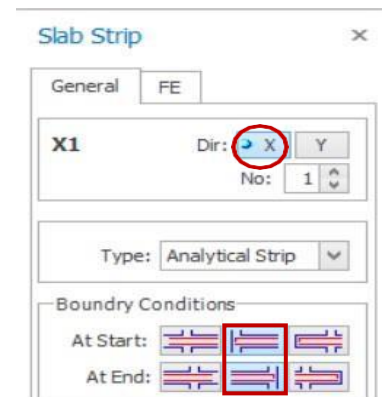 Slab Strip
General FE
X1 Dir: X Y
No: 1
Type: Analytical Strip
Boundry Conditions
At Start:
At End: